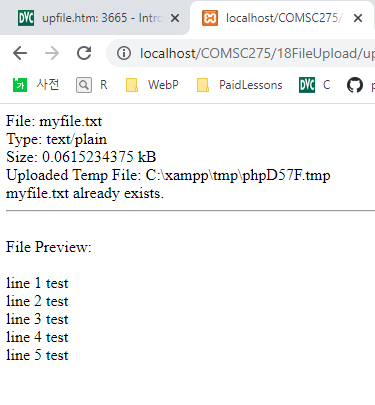 DVC upfile.htm: 3665 - Intro
localhost/COMSC275/
localhost/COMSC275/18FileUpload/up
사전 R WebP PaidLessons DVC C
File: myfile.txt
Type: text/plain
Size: 0.0615234375 kB
Uploaded Temp File: C:\xampp\tmp\phpD57F.tmp
myfile.txt already exists.
File Preview:
line 1 test
line 2 test
line 3 test
line 4 test
line 5 test